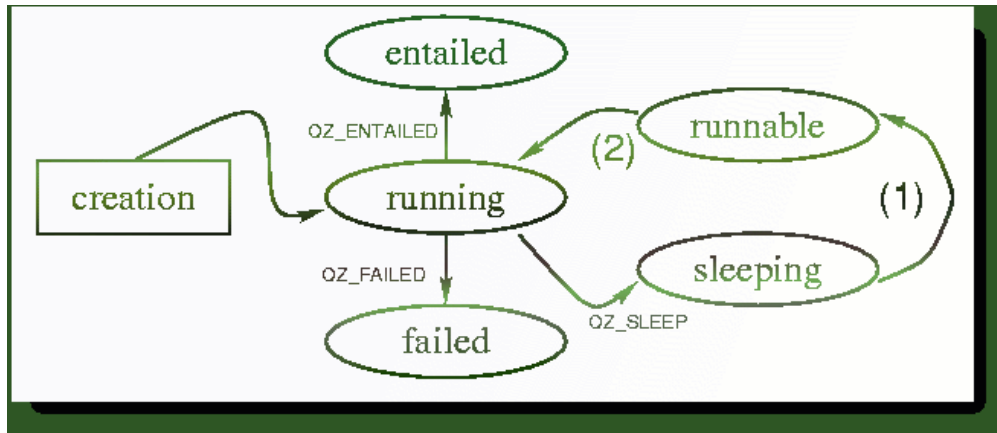 entailed
QZ_ENTAILED
runnable
(2)
creation
running
(1)
QZ_FAILED
sleeping
QZ_SLEEP
failed